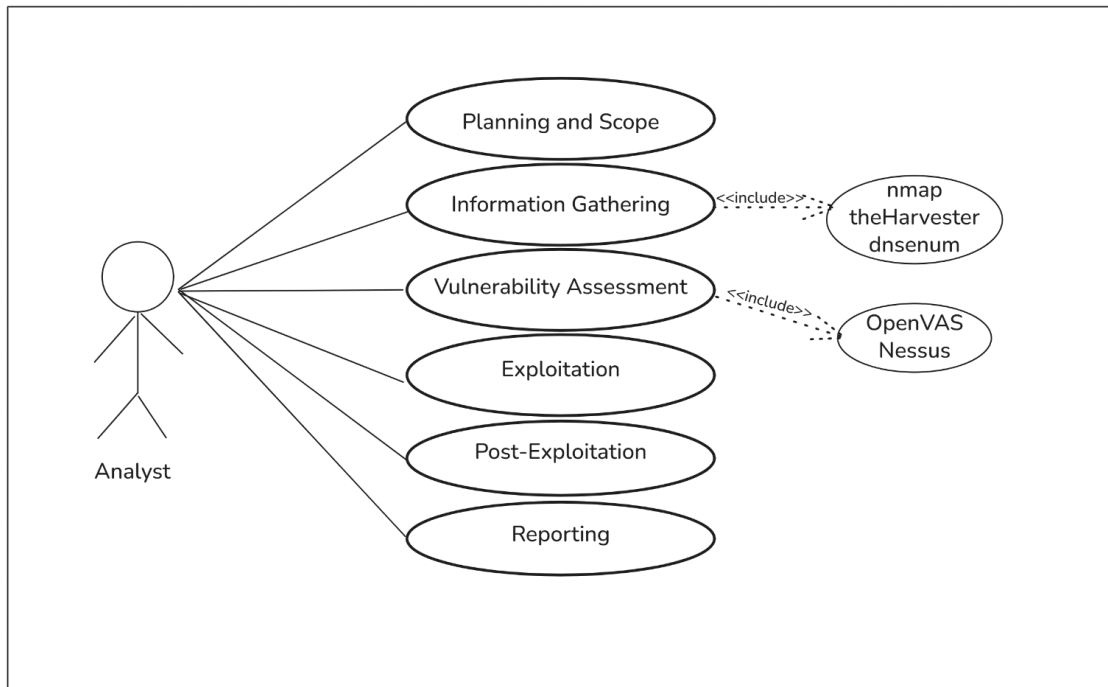 Planning and Scope
Information Gathering
<<include>>
nmap
theHarvester
dnsenum
Vulnerability Assessment
<<include>>
OpenVAS
Nessus
Exploitation
Post-Exploitation
Analyst
Reporting